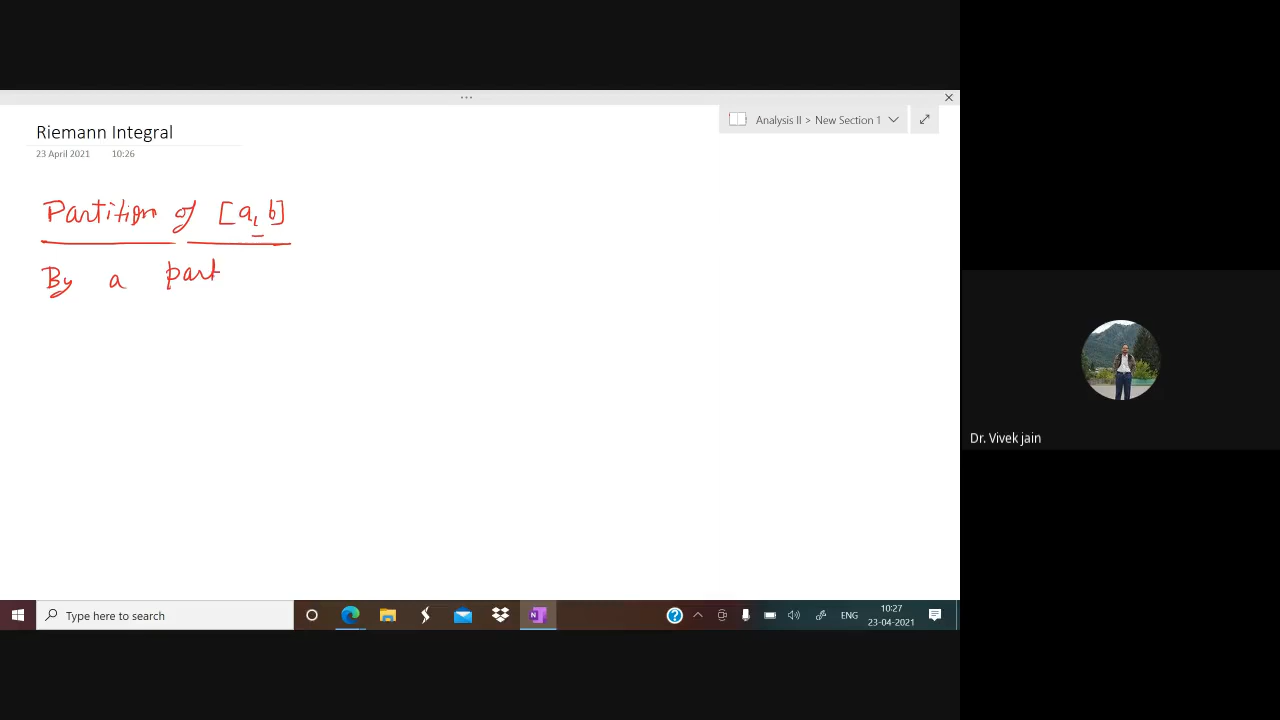 Riemann Integral
Analysis II > New Section 1
23 April 2021 10:26
Partition of [a, b]
By a part
Dr. Vivek jain
Type here to search
ENG
10:27
23-04-2021